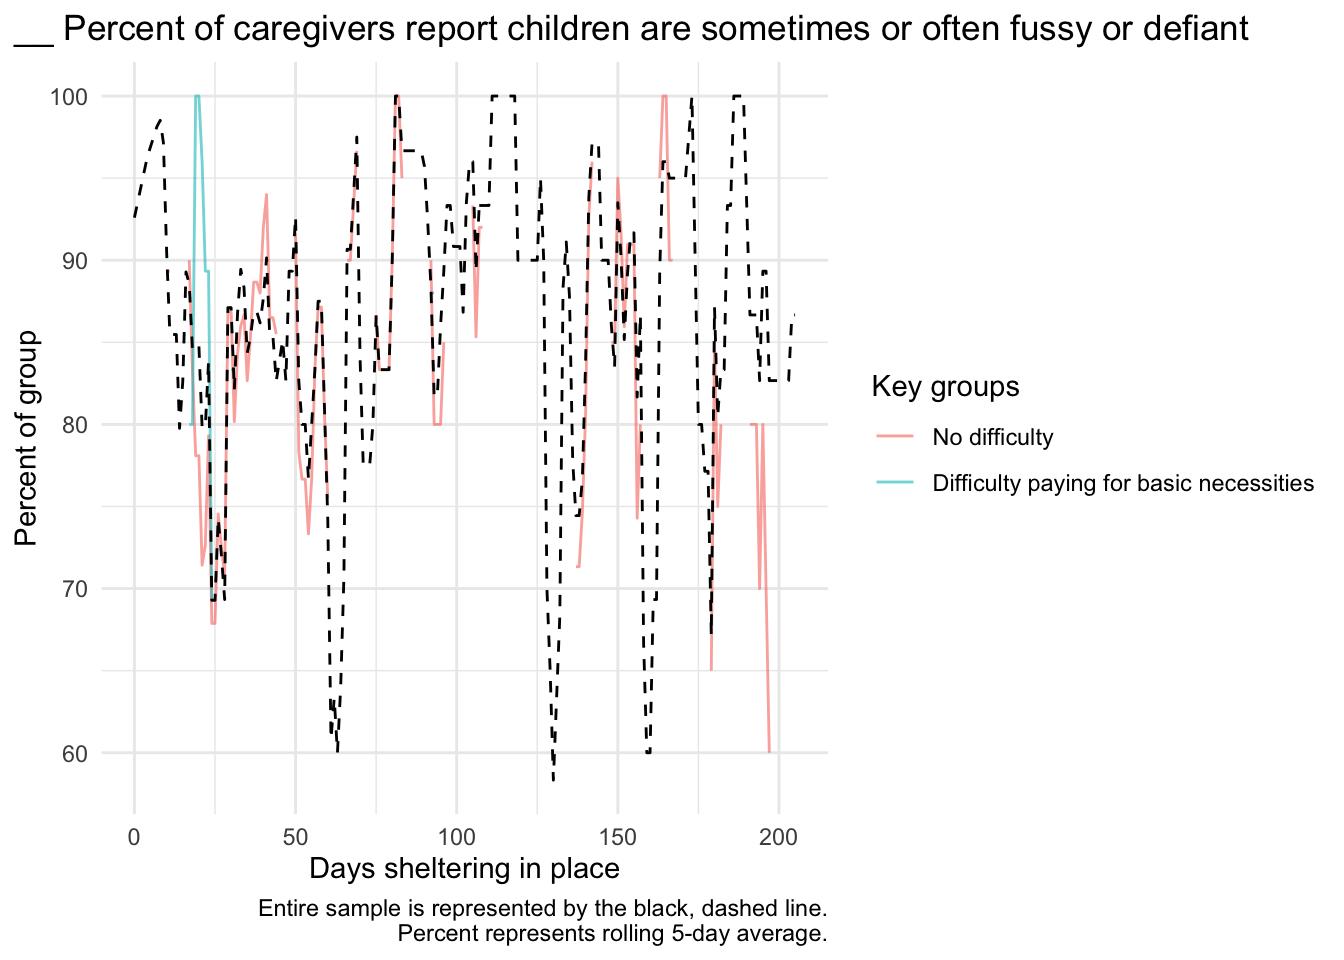 __ Percent of caregivers report children are sometimes or often fussy or defiant
Percent of group
100
90
80
70
60
0 50 100 150 200
Days sheltering in place
Key groups
No difficulty
Difficulty paying for basic necessities
Entire sample is represented by the black, dashed line.
Percent represents rolling 5-day average.